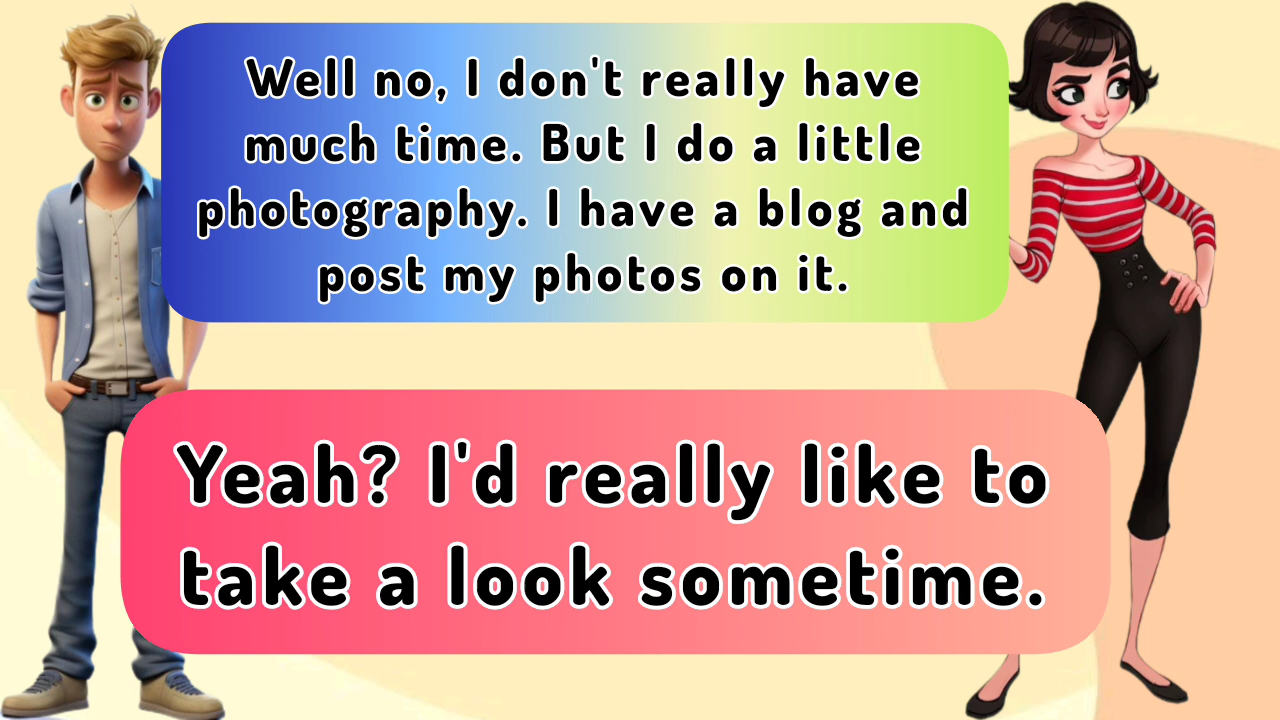 Well no, I don't really have
much time. But I do a little
photography. I have a blog and
post my photos on it.
Yeah? I'd really like to
take a look sometime.